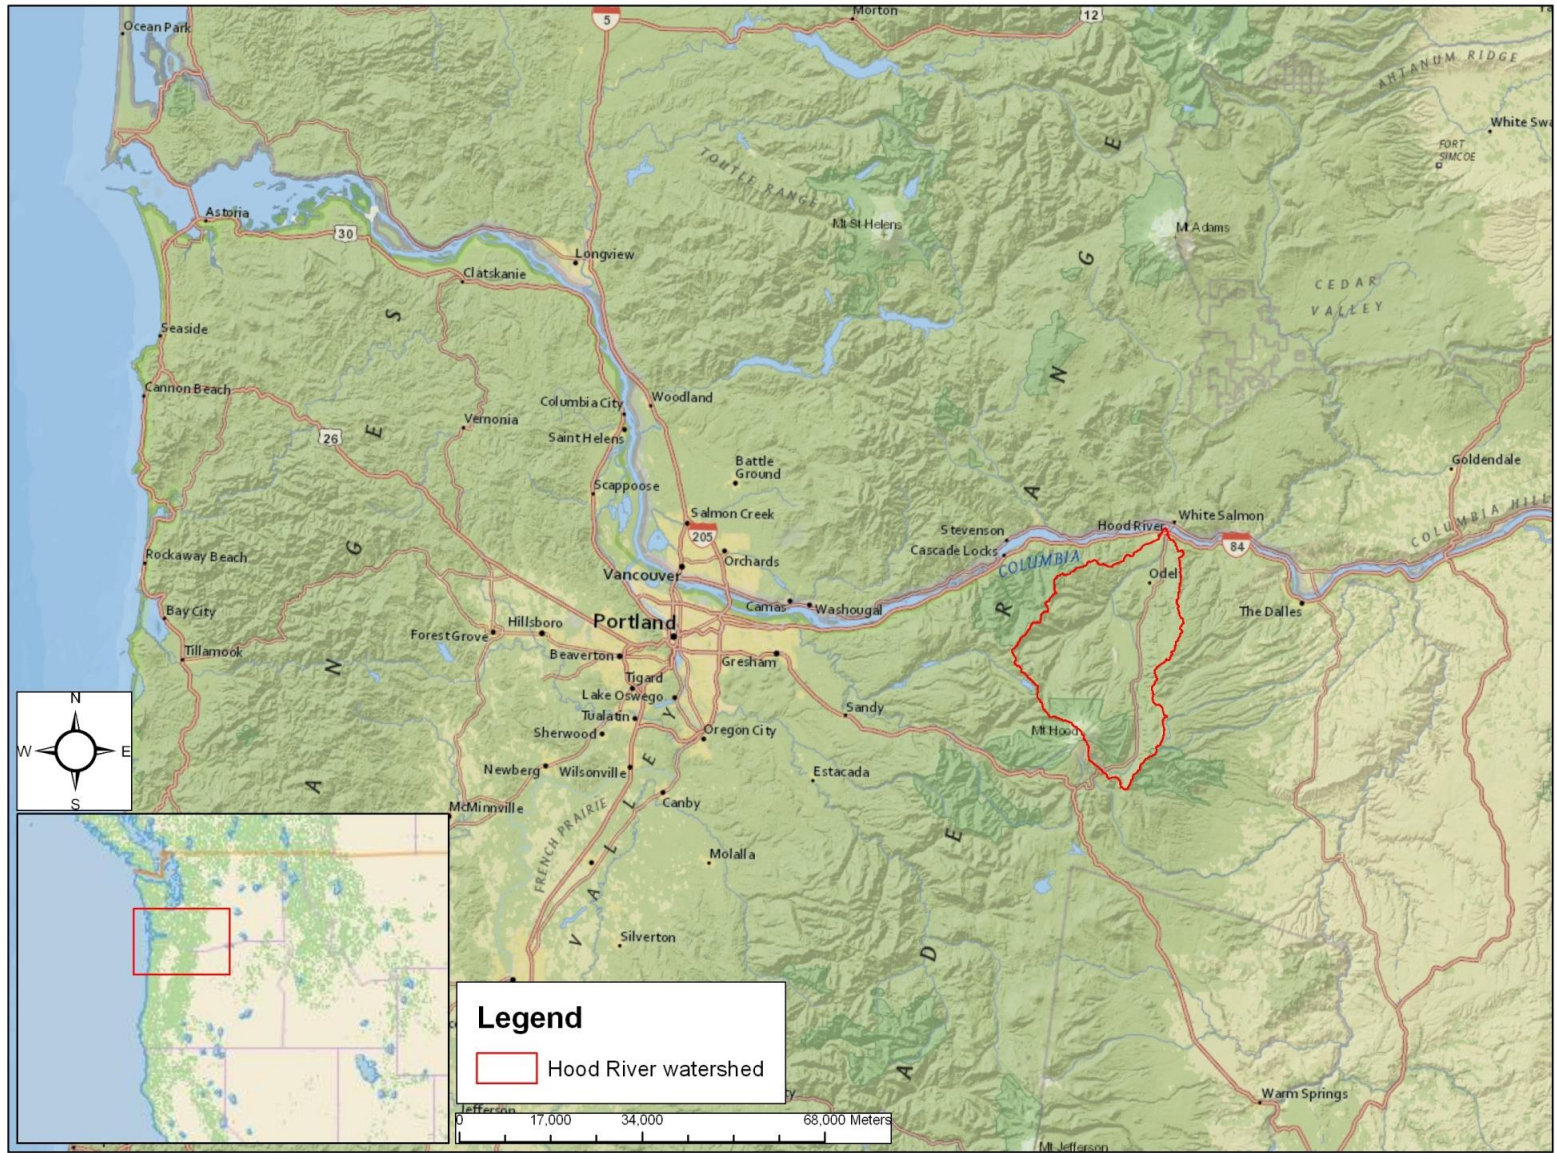 Ocean Park
5
Morton
12
AHTANUM RIDGE
White Swa
FORT
SIMCOE
TOUTLE RANGE
E
Astoria
30
Mt St Helens
Mt Adams
Longview
G
Clatskanie
CEDAR
VALLEY
S
Seaside
N
Cannon Beach
Columbia City
Woodland
Vernonia
26
E
Saint Helens
Battle
Ground
Goldendale
Scappoose
A
Salmon Creek
White Salmon
Hood River
Stevenson
COLUMBIA HILL
205
84
Cascade Locks
G
Rockaway Beach
Orchards
COLUMBIA
Vancouver
Odell
Bay City
Camas
Washougal
R
The Dalles
Hillsboro
Portland
Forest Grove
Tillamook
Beaverton
Gresham
N
Tigard
Lake Oswego
Sandy
Tualatin
Y
Sherwood
Oregon City
Mt Hood
N
W
E
S
Newberg
Wilsonville
E
Estacada
A
McMinnville
FRENCH PRAIRIE
L
Canby
L
E
Molalla
A
V
Silverton
D
Legend
Hood River watershed
A
Jefferson
Warm Springs
0
17,000
34,000
68,000 Meters
Mt Jefferson